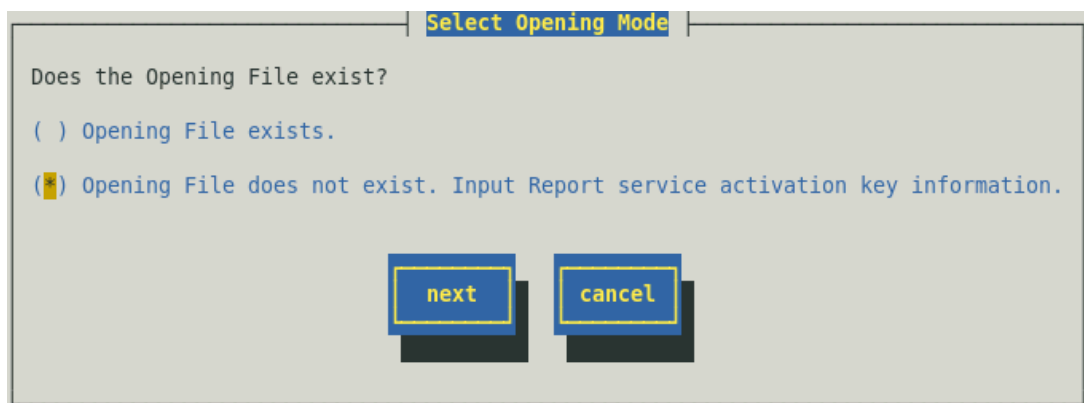 Select Opening Mode
Does the Opening File exist?
( ) Opening File exists.
(*) Opening File does not exist. Input Report service activation key information.
next cancel